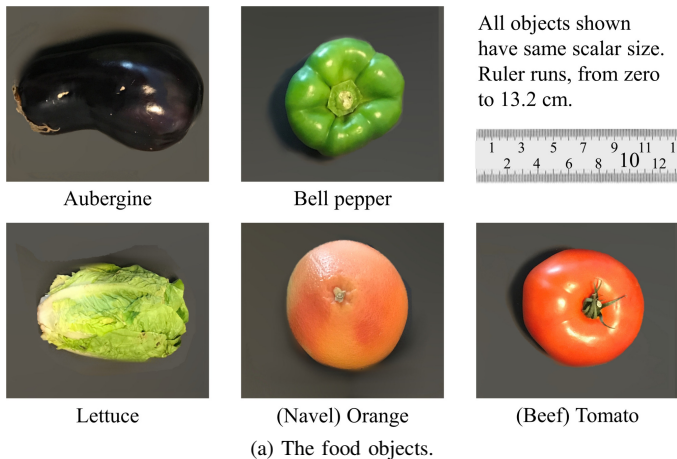 All objects shown
have same scalar size.
Ruler runs, from zero
to 13.2 cm.
1 3 5 7 9 11 1
2 4 6 8 10 12
Aubergine
Bell pepper
Lettuce
(Navel) Orange
(Beef) Tomato
(a) The food objects.